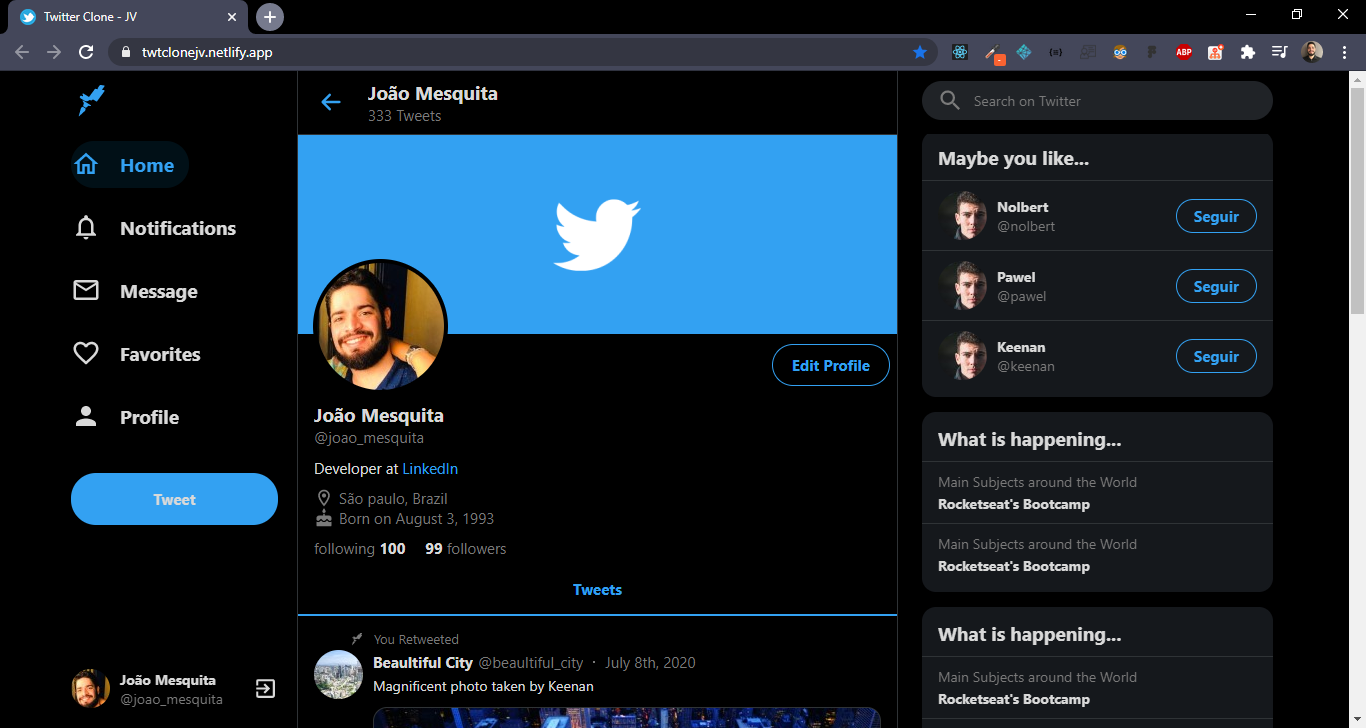 Twitter Clone - JV
twtclonejv.netlify.app
ABP
Home
Notifications
Message
Favorites
Profile
Tweet
João Mesquita
@joao_mesquita
João Mesquita
333 Tweets
Edit Profile
João Mesquita
@joao_mesquita
Developer at LinkedIn
São paulo, Brazil
Born on August 3, 1993
following 100 99 followers
Tweets
You Retweeted
Beaultiful City @beaultiful_city · July 8th, 2020
Magnificent photo taken by Keenan
Search on Twitter
Maybe you like...
Nolbert
@nolbert
Seguir
Pawel
@pawel
Seguir
Keenan
@keenan
Seguir
What is happening...
Main Subjects around the World
Rocketseat's Bootcamp
Main Subjects around the World
Rocketseat's Bootcamp
What is happening...
Main Subjects around the World
Rocketseat's Bootcamp